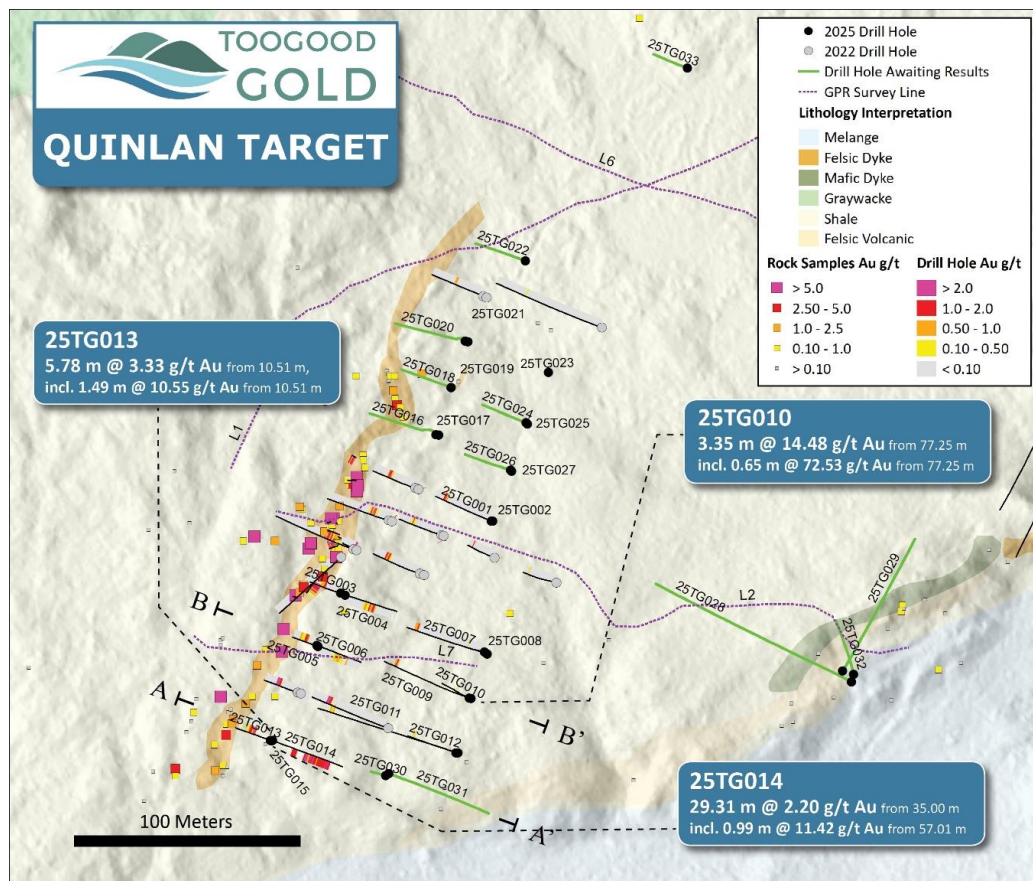 TOOGOOD
GOLD
QUINLAN TARGET
25TG033
2025 Drill Hole
2022 Drill Hole
Drill Hole Awaiting Results
GPR Survey Line
Lithology Interpretation
Melange
Felsic Dyke
Mafic Dyke
Graywacke
Shale
Felsic Volcanic
Rock Samples Au g/t
> 5.0
2.50 - 5.0
1.0 - 2.5
0.10 - 1.0
> 0.10
Drill Hole Au g/t
> 2.0
1.0 - 2.0
0.50 - 1.0
0.10 - 0.50
< 0.10
L6
25TG022
25TG021
25TG020
25TG013
5.78 m @ 3.33 g/t Au from 10.51 m,
incl. 1.49 m @ 10.55 g/t Au from 10.51 m
25TG018
25TG019
25TG023
25TG016
25TG017
25TG024
25TG025
L1
25TG026
25TG027
25TG010
3.35 m @ 14.48 g/t Au from 77.25 m
incl. 0.65 m @ 72.53 g/t Au from 77.25 m
25TG001
25TG002
25TG003
25TG004
25TG028
25TG029
L2
25TG032
B
25TG005
25TG006
25TG007
25TG008
L7
25TG009
25TG010
A
25TG011
B'
25TG012
25TG013
25TG014
25TG015
25TG030
25TG031
A'
100 Meters
25TG014
29.31 m @ 2.20 g/t Au from 35.00 m
incl. 0.99 m @ 11.42 g/t Au from 57.01 m